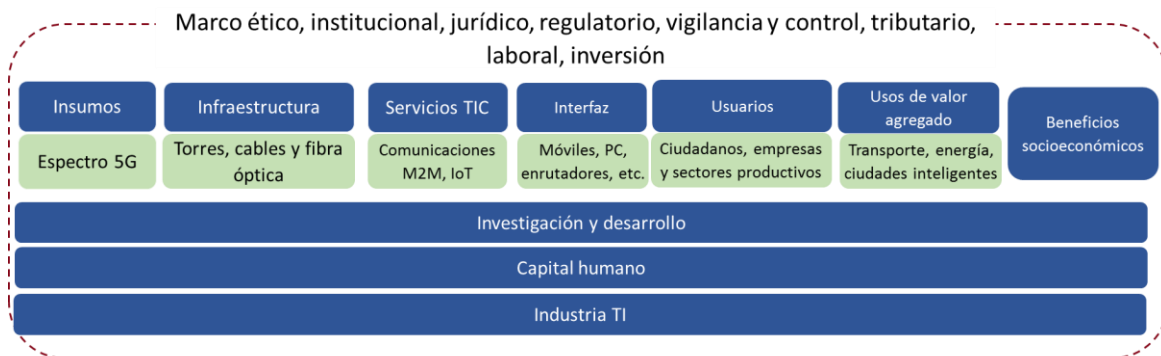 Marco ético, institucional, jurídico, regulatorio, vigilancia y control, tributario,
laboral, inversión
Insumos
Espectro 5G
Infraestructura
Torres, cables y fibra
óptica
Servicios TIC
Comunicaciones
M2M, IoT
Interfaz
Móviles, PC,
enrutadores, etc.
Usuarios
Ciudadanos, empresas
y sectores productivos
Usos de valor
agregado
Transporte, energía,
ciudades inteligentes
Beneficios
socioeconómicos
Investigación y desarrollo
Capital humano
Industria TI